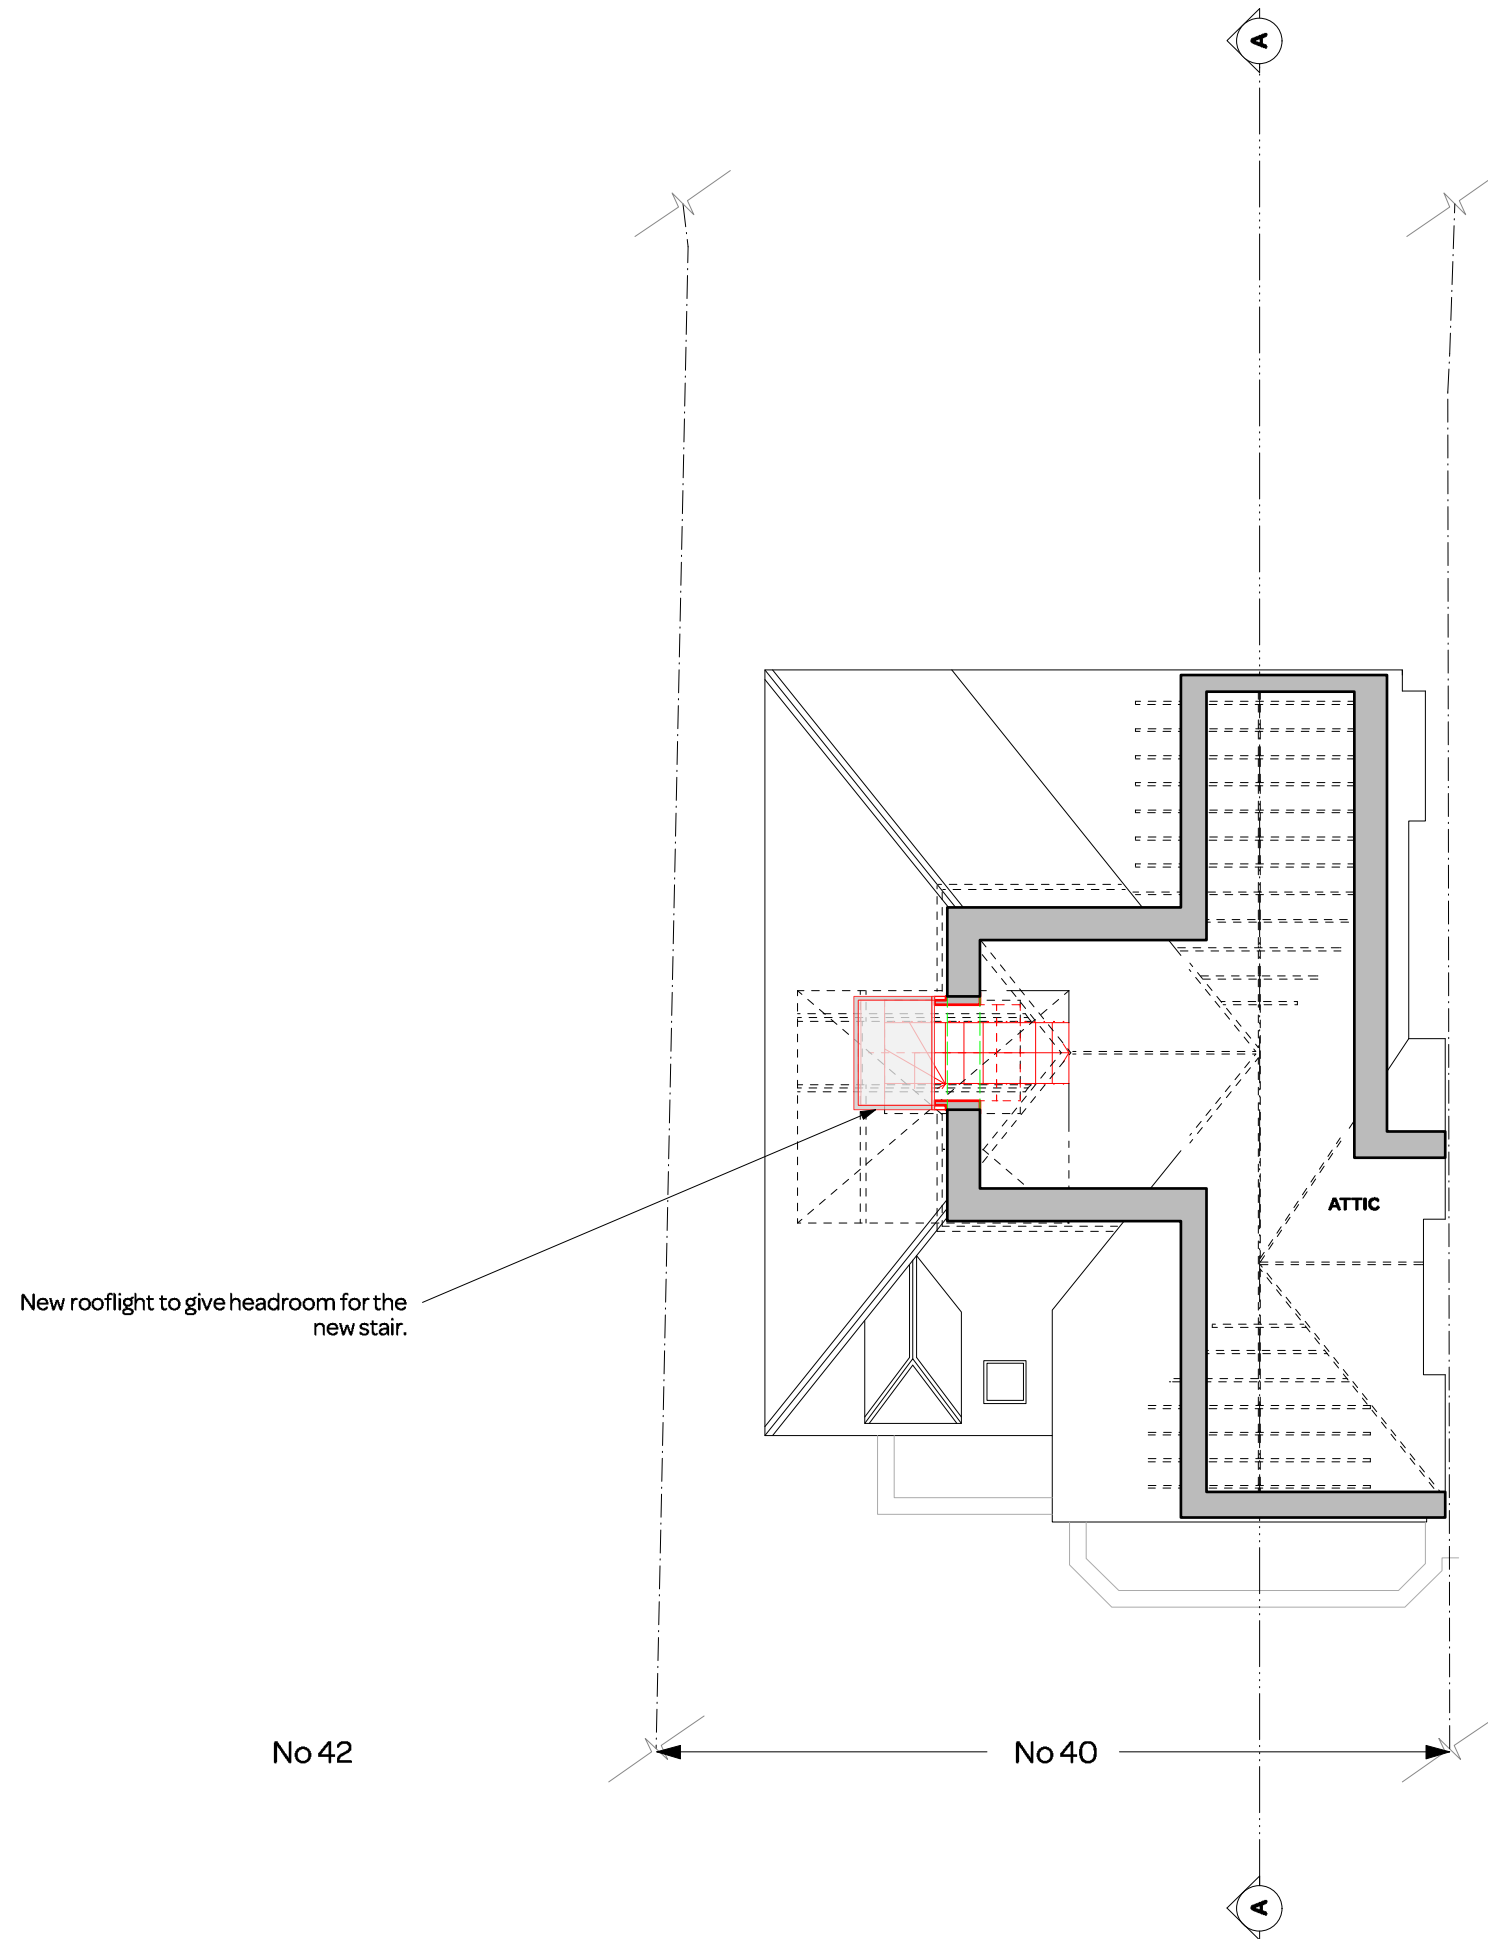 A
ATTIC
New rooflight to give headroom for the
new stair.
No 42
No 40
A